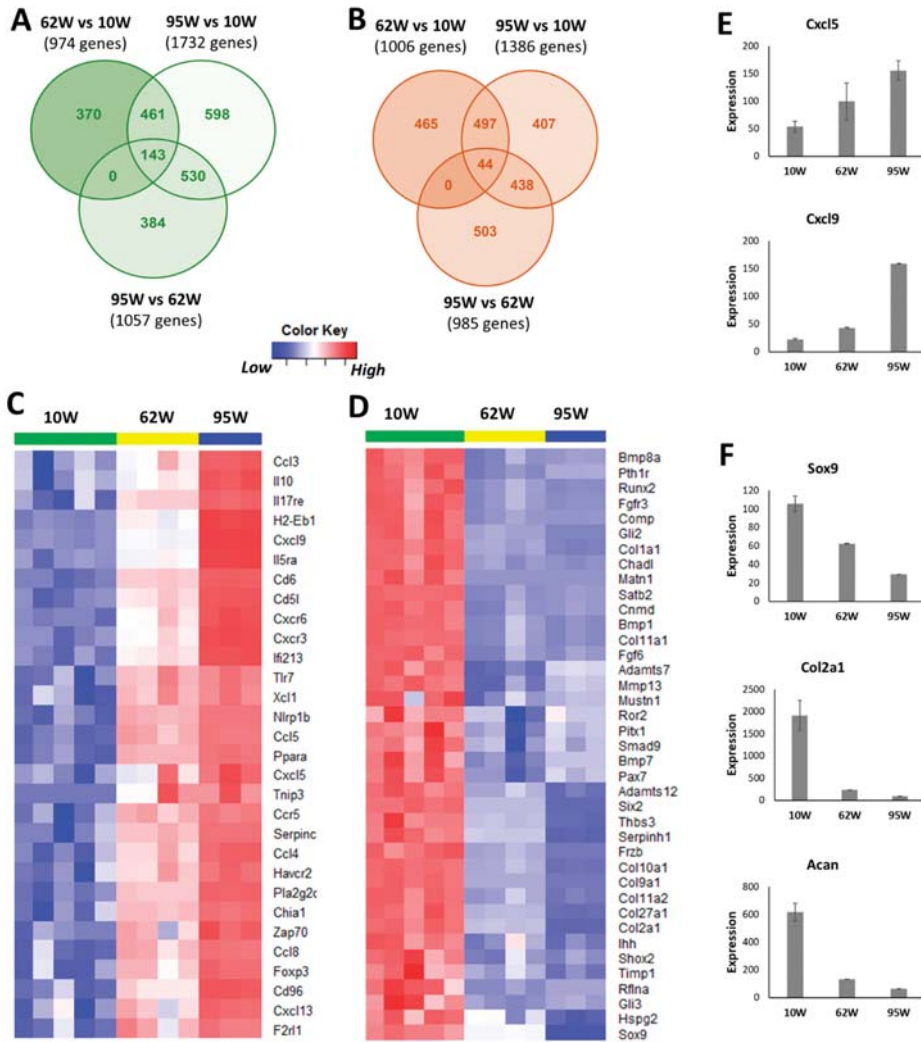 A
62W vs 10W
(974 genes)
95W vs 10W
(1732 genes)
370
461
598
143
0
530
384
95W vs 62W
(1057 genes)
B
62W vs 10W
(1006 genes)
95W vs 10W
(1386 genes)
465
497
407
44
0
438
503
95W vs 62W
(985 genes)
Color Key
Low
High
C
10W
62W
95W
Ccl3
Il10
Il17re
H2-Eb1
Cxcl9
Il5ra
Cd6
Cd5l
Cxcr6
Cxcr3
Ifi213
Tlr7
Xcl1
Nlrp1b
Ccl5
Ppara
Cxcl5
Tnip3
Ccr5
Serpinc
Ccl4
Havcr2
Pla2g2c
Chia1
Zap70
Ccl8
Foxp3
Cd96
Cxcl13
F2rl1
D
10W
62W
95W
Bmp8a
Pth1r
Runx2
Fgfr3
Comp
Gli2
Col1a1
Chadl
Matn1
Satb2
Cnmd
Bmp1
Col11a1
Fgf6
Adamts7
Mmp13
Mustn1
Ror2
Pitx1
Smad9
Bmp7
Pax7
Adamts12
Six2
Thbs3
Serpinh1
Frzb
Col10a1
Col9a1
Col11a2
Col27a1
Col2a1
Ihh
Shox2
Timp1
Rflna
Gli3
Hspg2
Sox9
E
Cxcl5
Expression
200
150
100
50
0
10W
62W
95W
Cxcl9
Expression
200
150
100
50
0
10W
62W
95W
F
Sox9
Expression
120
100
80
60
40
20
0
10W
62W
95W
Col2a1
Expression
2500
2000
1500
1000
500
0
10W
62W
95W
Acan
Expression
800
600
400
200
0
10W
62W
95W